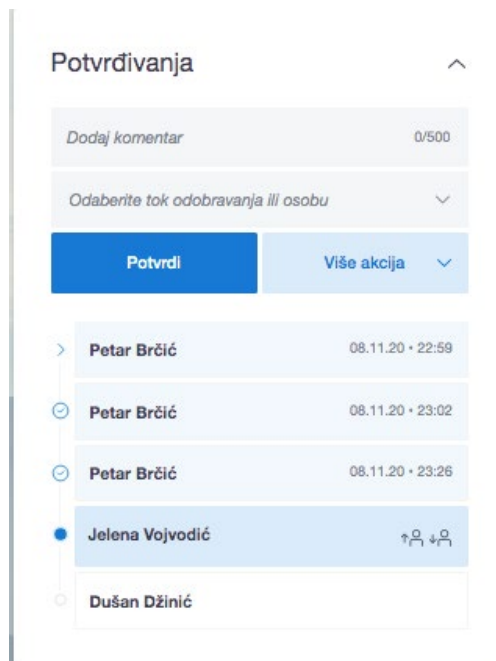 Potvrđivanja
Dodaj komentar 0/500
Odaberite tok odobravanja ili osobu
Potvrdi Više akcija
Petar Brčić 08.11.20 • 22:59
Petar Brčić 08.11.20 • 23:02
Petar Brčić 08.11.20 • 23:26
Jelena Vojvodić
Dušan Džinić